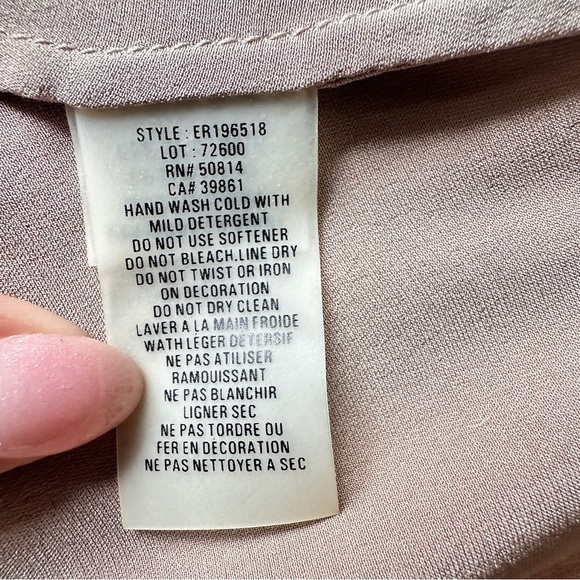 STYLE : ER196518
LOT : 72600
RN# 50814
CA# 39861
HAND WASH COLD WITH
MILD DETERGENT
DO NOT USE SOFTENER
DO NOT BLEACH.LINE DRY
DO NOT TWIST OR IRON
ON DECORATION
DO NOT DRY CLEAN
LAVER A LA MAIN FROIDE
WATH LEGER DETERSIF
NE PAS ATILISER
RAMOUISSANT
NE PAS BLANCHIR
LIGNER SEC
NE PAS TORDRE OU
FER EN DECORATION
NE PAS NETTOYER A SEC